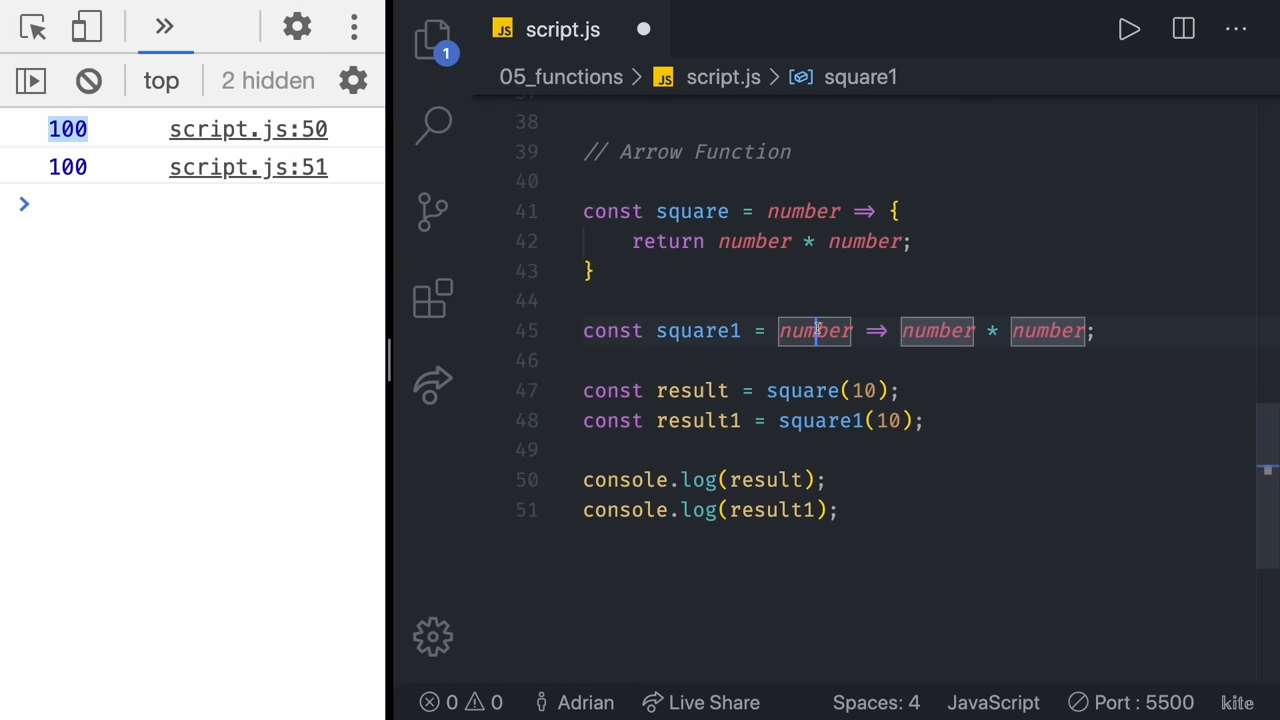 top
2 hidden
100 script.js:50
100 script.js:51
>
1
JS script.js
05_functions > JS script.js > square1
38
39 // Arrow Function
40
41 const square = number => {
42 return number * number;
43 }
44
45 const square1 = number => number * number;
46
47 const result = square(10);
48 const result1 = square1(10);
49
50 console.log(result);
51 console.log(result1);
0 0 Adrian Live Share Spaces: 4 JavaScript Port : 5500 kite